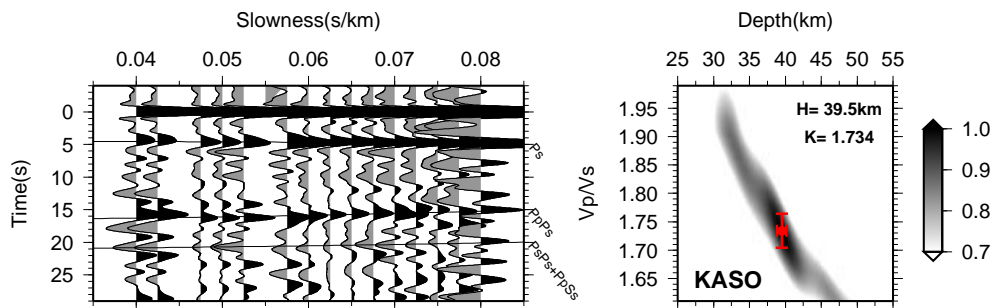 Slowness(s/km)
0.04 0.05 0.06 0.07 0.08
Time(s)
0
5
10
15
20
25
Ps
PpPs
PsPs+PpSs
Depth(km)
25 30 35 40 45 50 55
Vp/Vs
1.95
1.90
1.85
1.80
1.75
1.70
1.65
H= 39.5km
K= 1.734
KASO
1.0
0.9
0.8
0.7